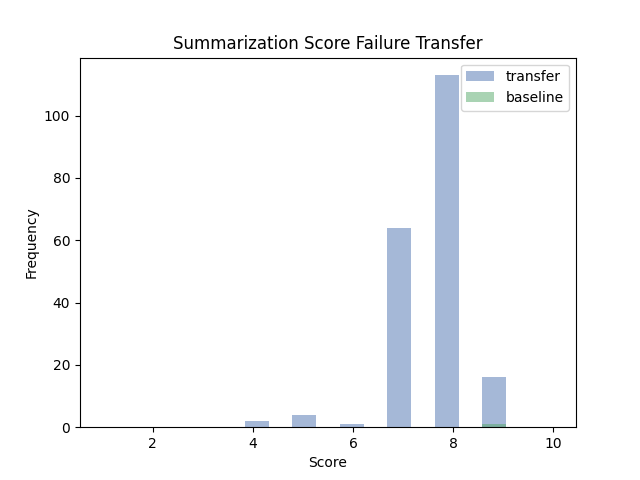 Summarization Score Failure Transfer
transfer
baseline
Frequency
100
80
60
40
20
0
2 4 6 8 10
Score